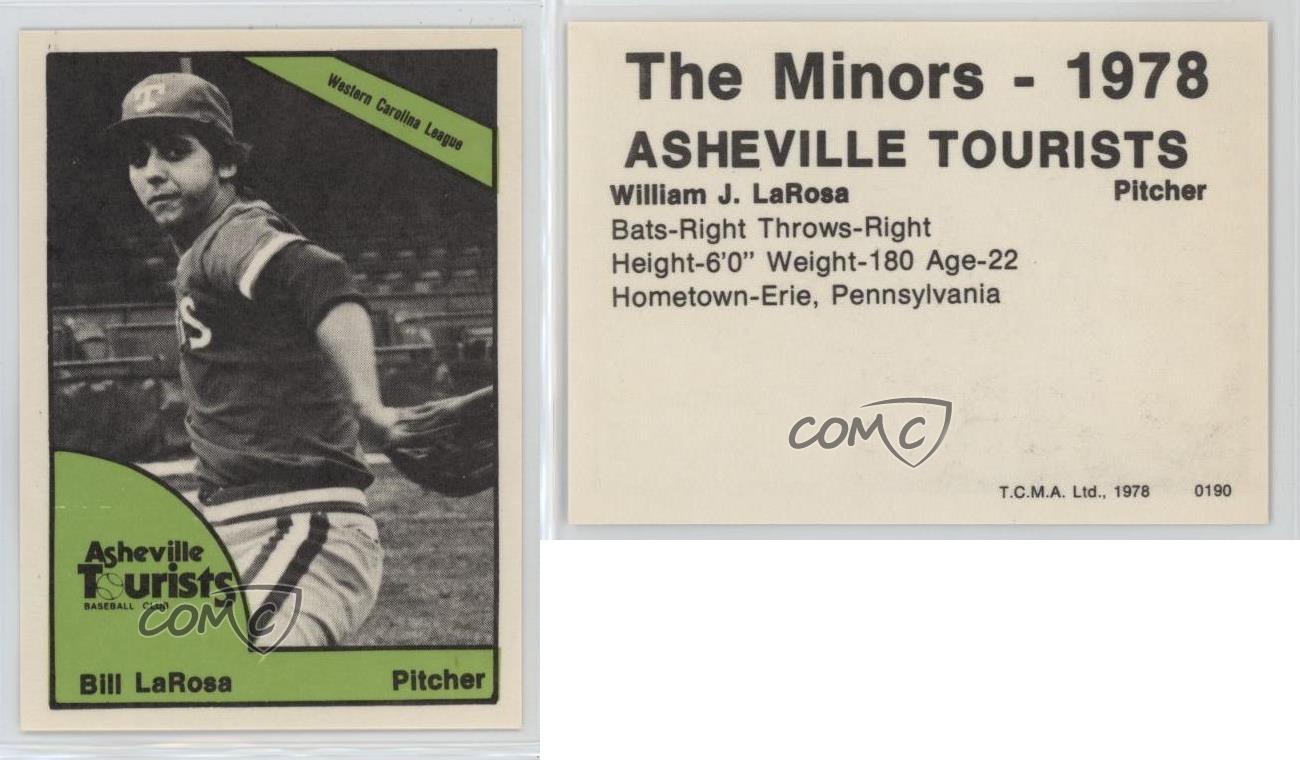 T
Western Carolina League
S
Asheville
Tourists
BASEBALL CLUB
COMC
Bill LaRosa Pitcher
The Minors - 1978
ASHEVILLE TOURISTS
William J. LaRosa Pitcher
Bats-Right Throws-Right
Height-6'0" Weight-180 Age-22
Hometown-Erie, Pennsylvania
COMC
T.C.M.A. Ltd., 1978 0190